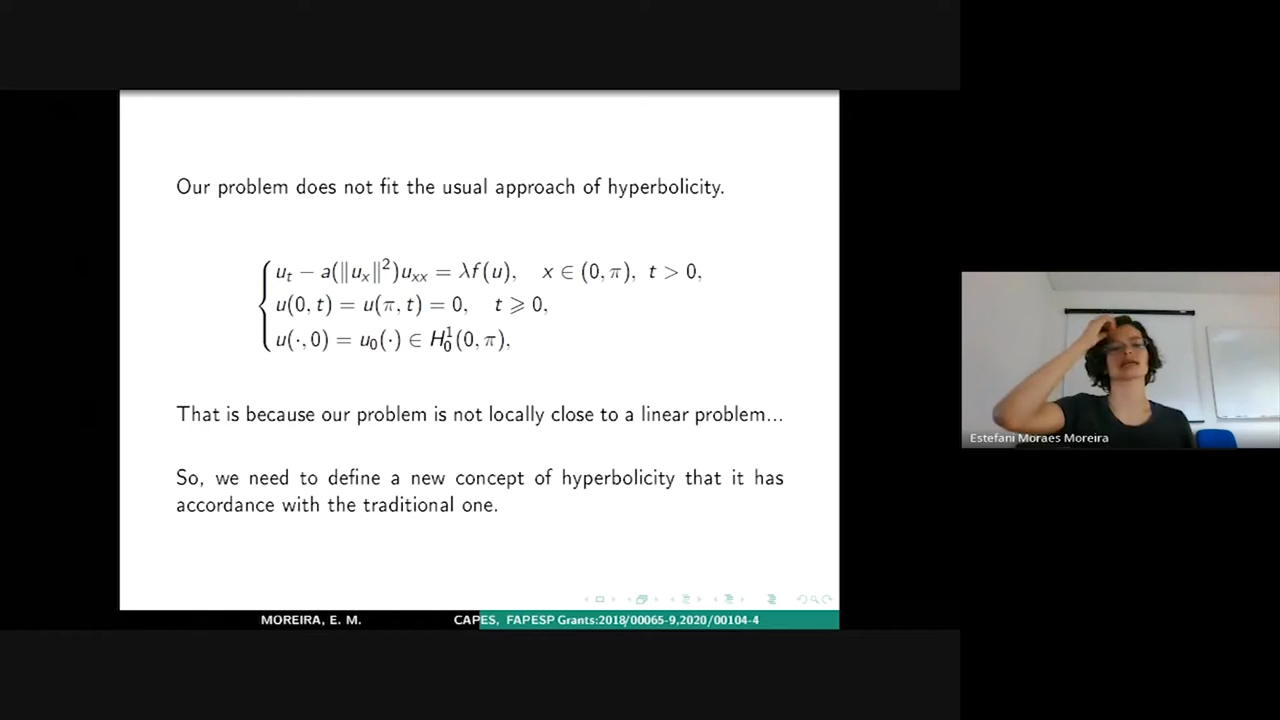 Our problem does not fit the usual approach of hyperbolicity.
u_t − a(‖u_x‖²)u_xx = λf(u), x ∈ (0, π), t > 0,
u(0, t) = u(π, t) = 0, t ⩾ 0,
u(·, 0) = u_0(·) ∈ H_0^1(0, π),
That is because our problem is not locally close to a linear problem...
So, we need to define a new concept of hyperbolicity that it has
accordance with the traditional one.
MOREIRA, E. M. CAPES, FAPESP Grants:2018/00065-9,2020/00104-4
Estefani Moraes Moreira